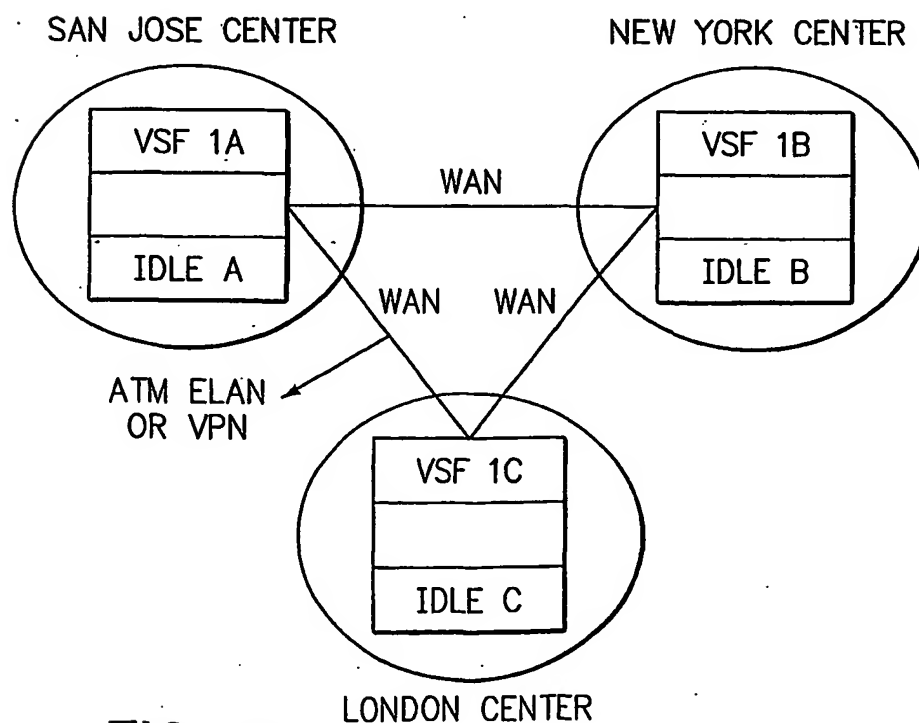 SAN JOSE CENTER
NEW YORK CENTER
VSF 1A
IDLE A
WAN
VSF 1B
IDLE B
WAN
WAN
ATM ELAN
OR VPN
VSF 1C
IDLE C
LONDON CENTER